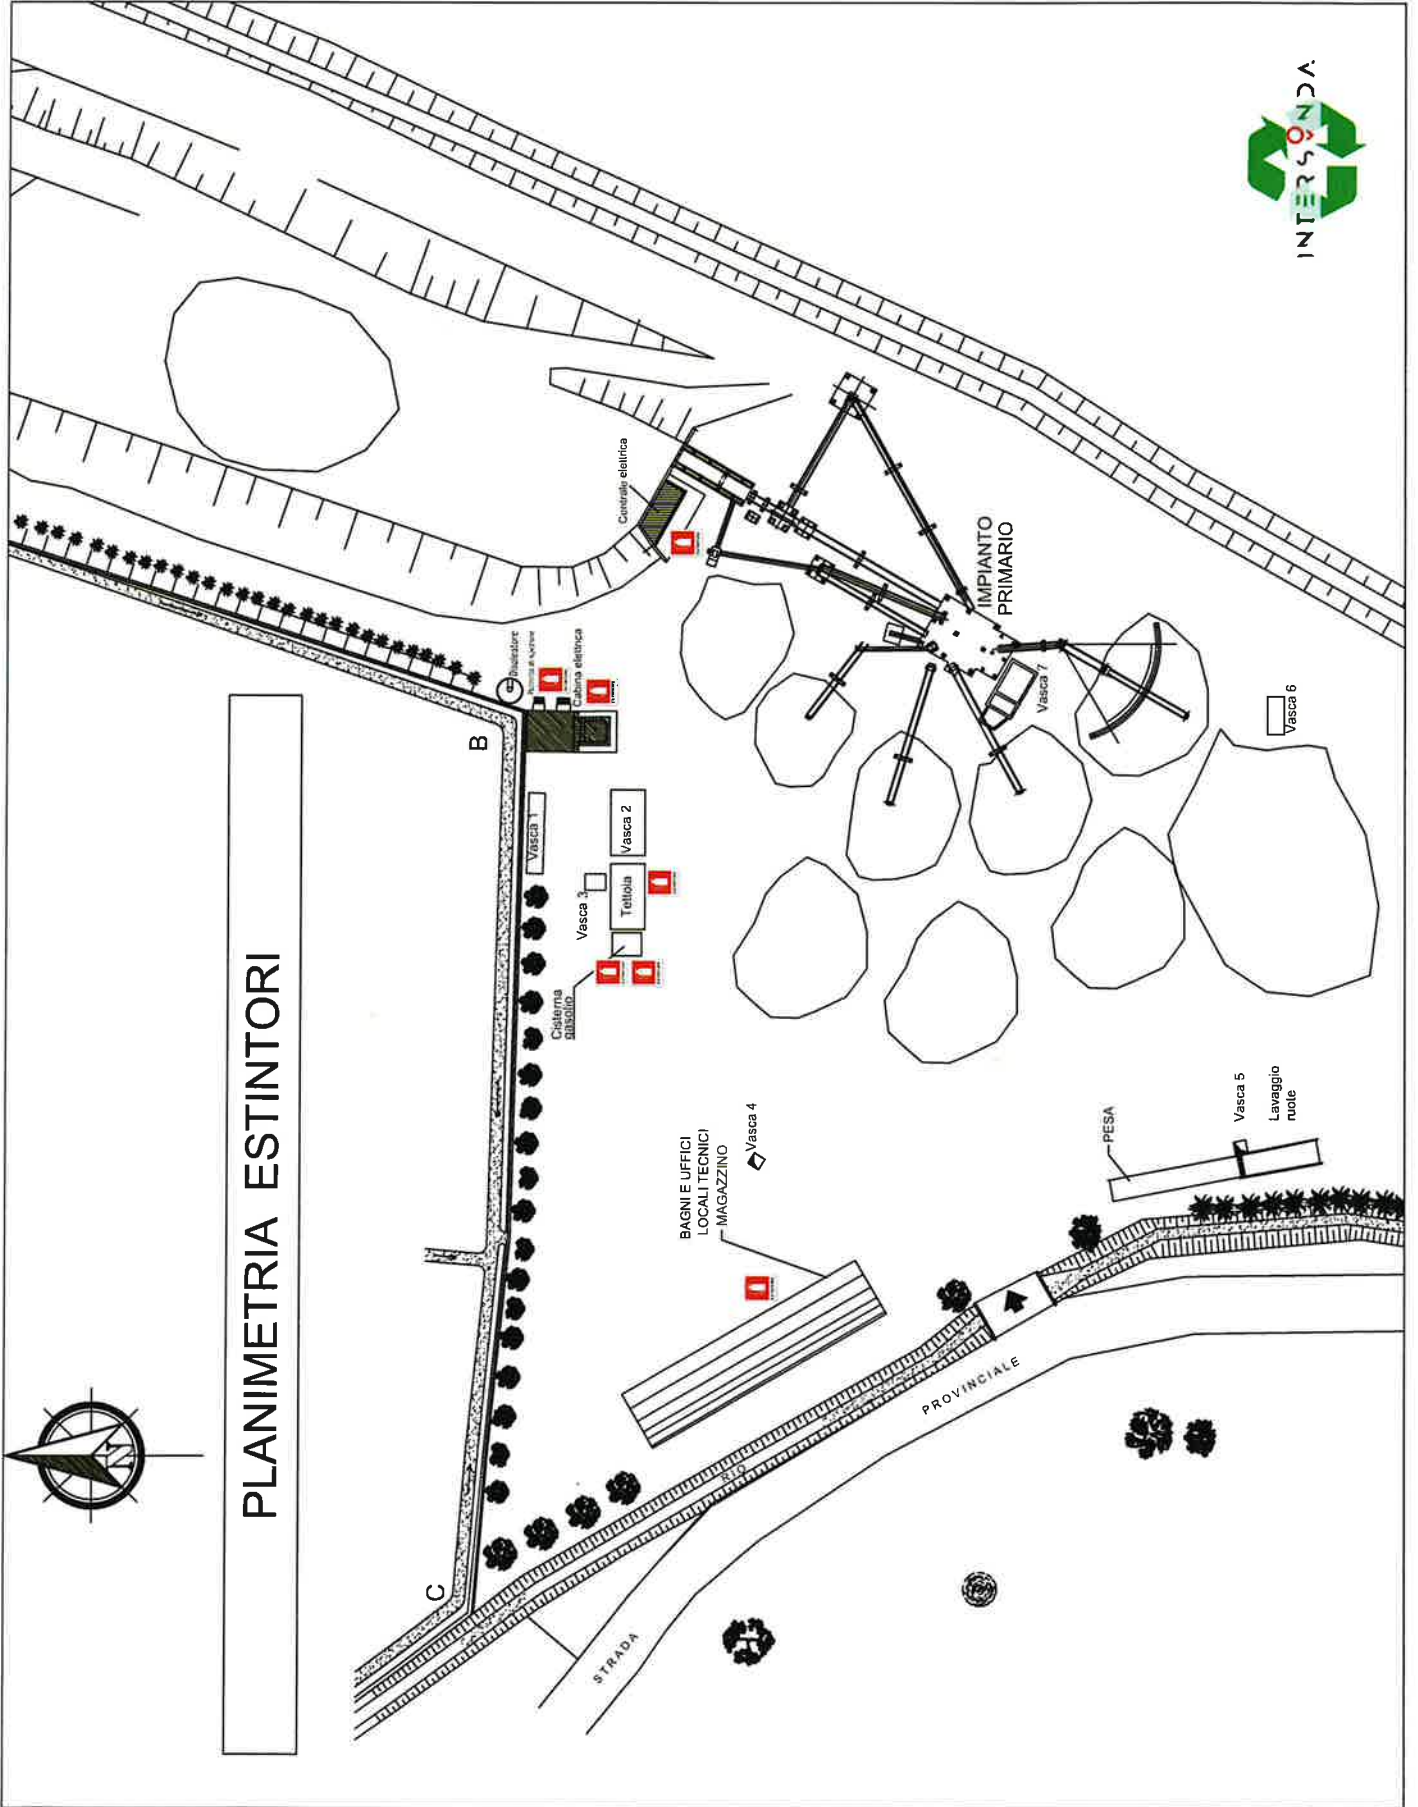 PLANIMETRIA ESTINTORI
N
C
B
Disoleatore
Cabina elettrica
Centrale elettrica
Vasca 1
Vasca 2
Vasca 3
Tettoia
Cisterna
gasolio
IMPIANTO
PRIMARIO
Vasca 7
Vasca 6
BAGNI E UFFICI
LOCALI TECNICI
MAGAZZINO
Vasca 4
PESA
Vasca 5
Lavaggio
ruote
RIO
STRADA
PROVINCIALE
INTERSONDA